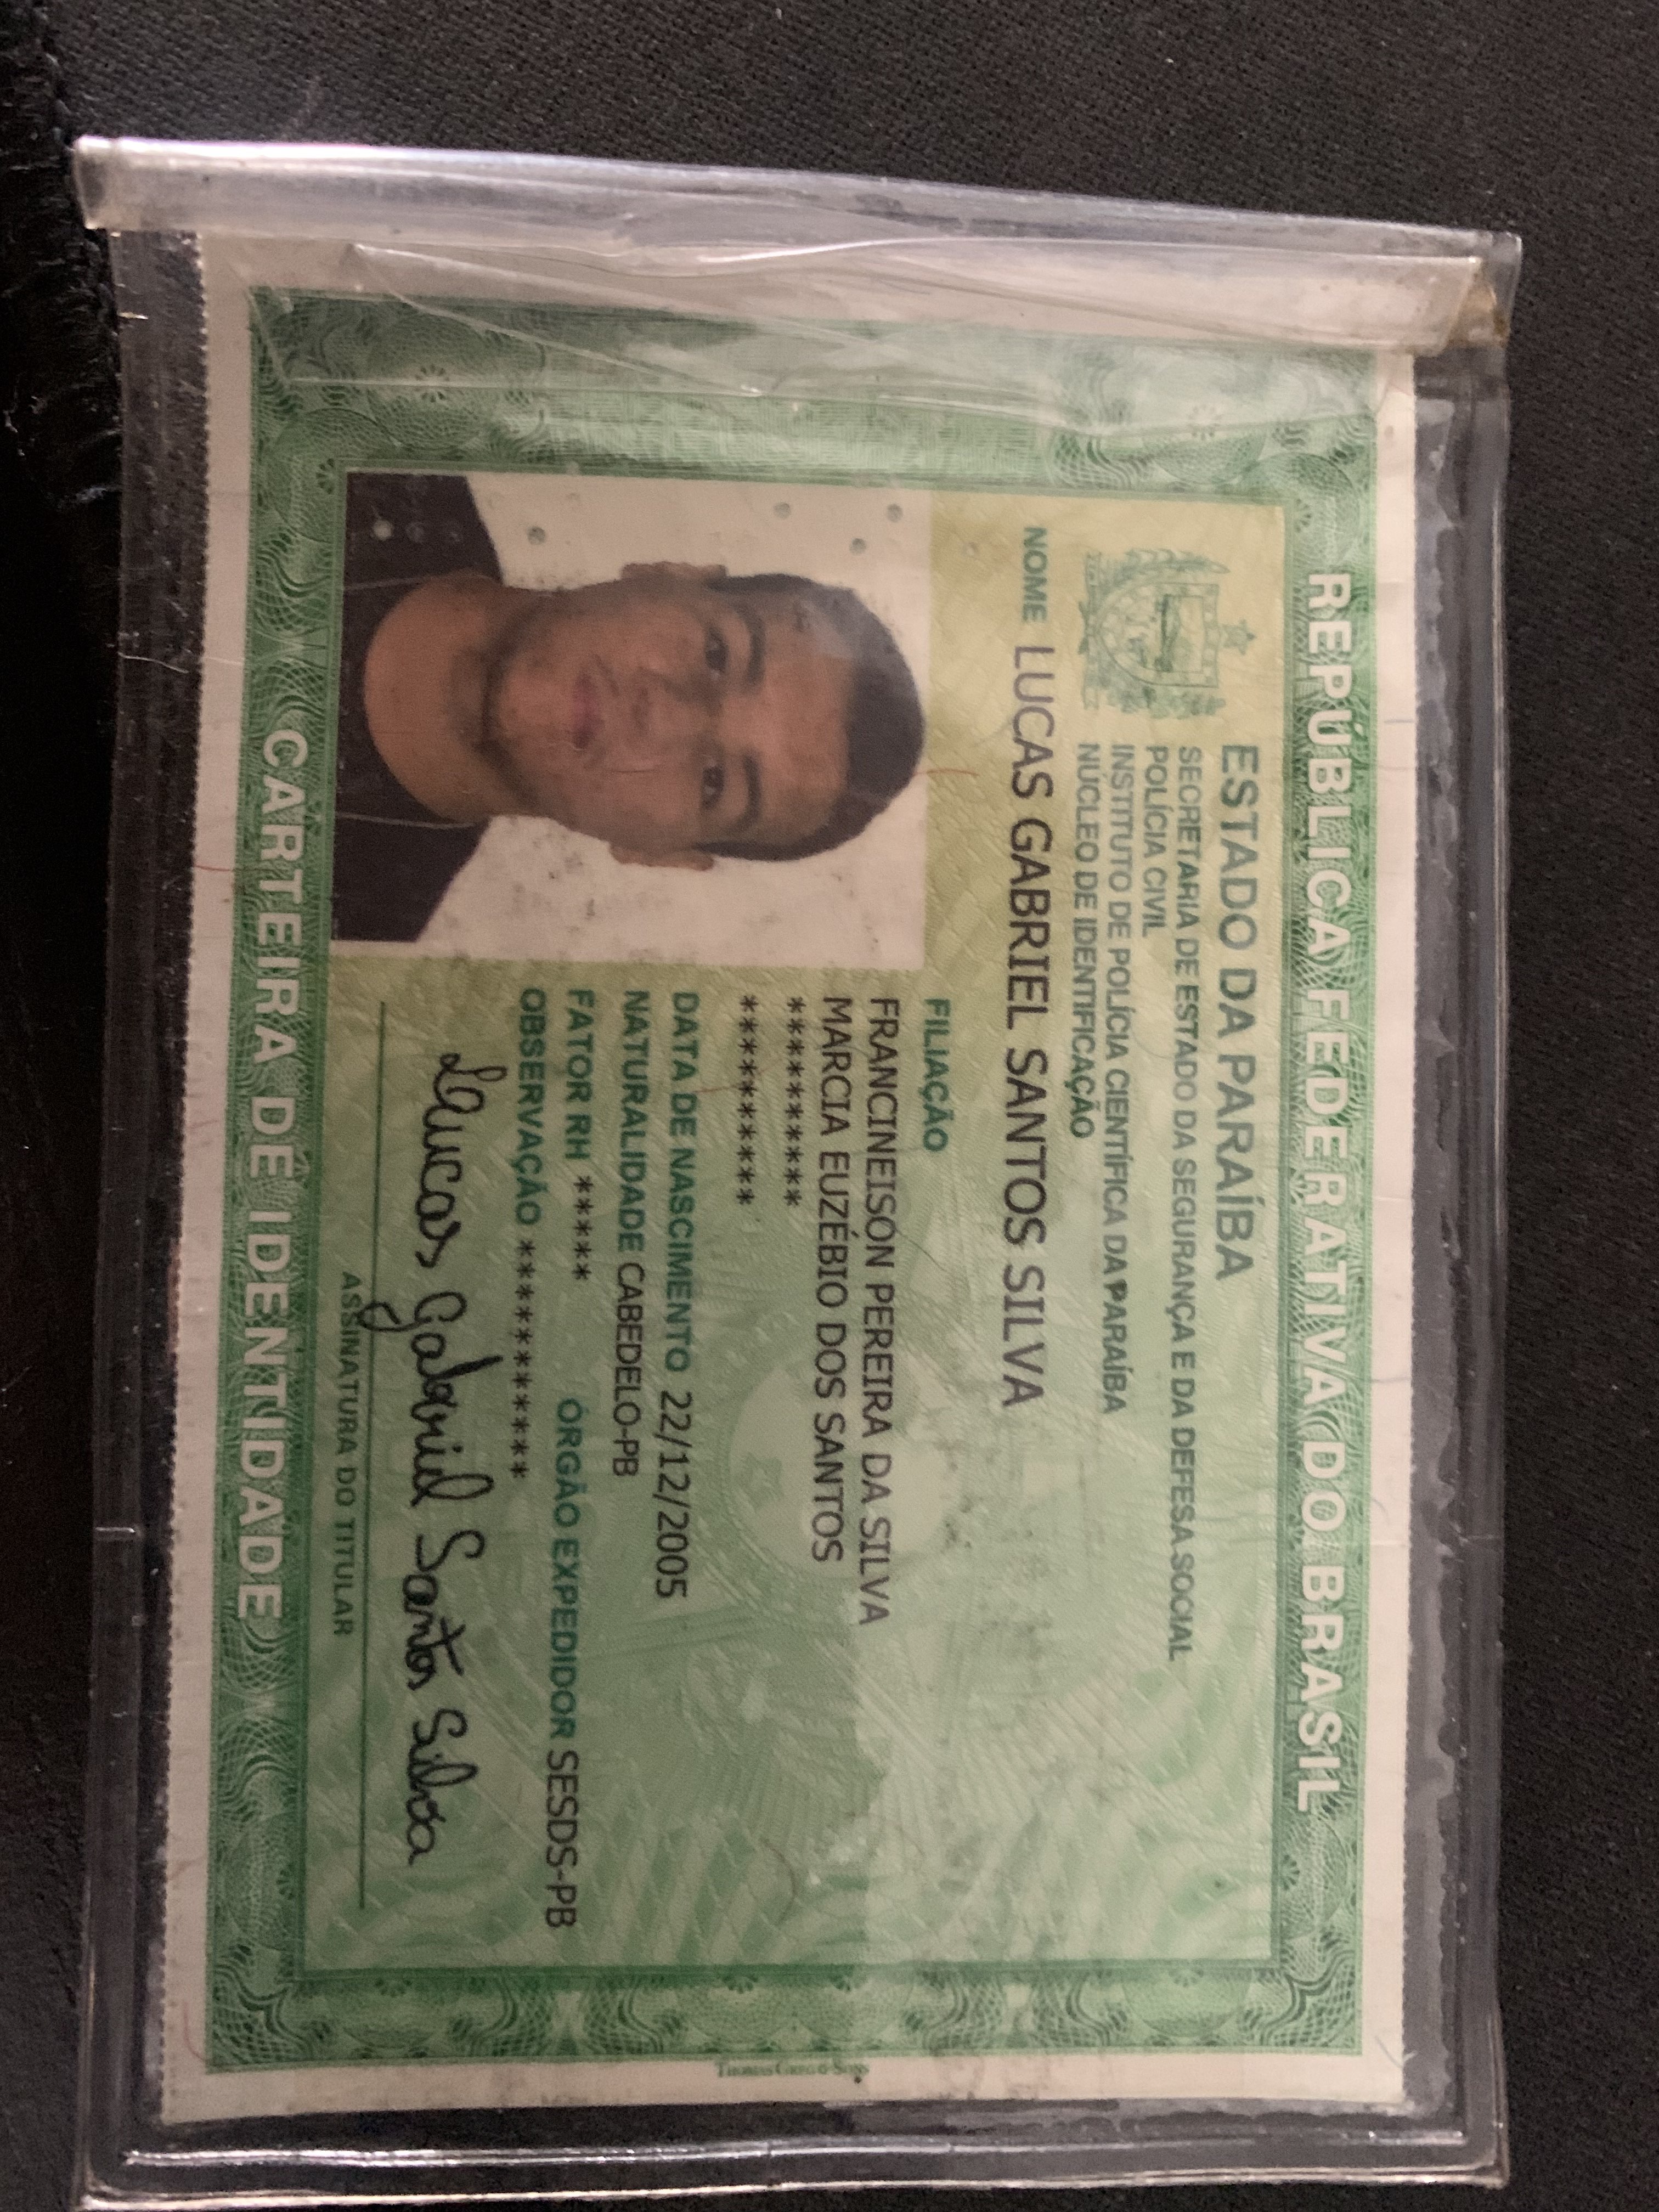 REPÚBLICA FEDERATIVA DO BRASIL
ESTADO DA PARAÍBA
SECRETARIA DE ESTADO DA SEGURANÇA E DA DEFESA SOCIAL
POLÍCIA CIVIL
INSTITUTO DE POLÍCIA CIENTÍFICA DA PARAÍBA
NÚCLEO DE IDENTIFICAÇÃO
NOME LUCAS GABRIEL SANTOS SILVA
FILIAÇÃO
FRANCINEISON PEREIRA DA SILVA
MARCIA EUZÉBIO DOS SANTOS
**********
**********
DATA DE NASCIMENTO 22/12/2005
NATURALIDADE CABEDELO-PB
FATOR RH ***** ÓRGÃO EXPEDIDOR SESDS-PB
OBSERVAÇÃO ***********
Lucas Gabriel Santos Silva
ASSINATURA DO TITULAR
CARTEIRA DE IDENTIDADE